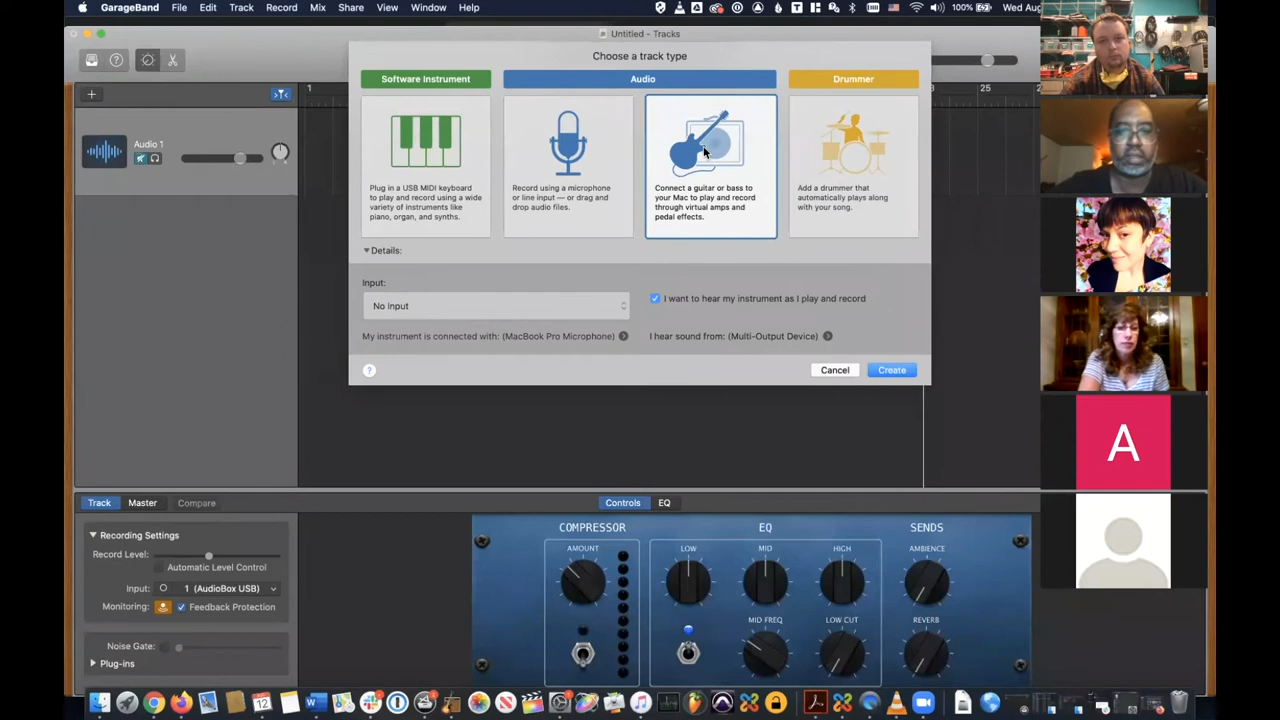 GarageBand File Edit Track Record Mix Share View Window Help
100% Wed Aug
Untitled - Tracks
Choose a track type
Software Instrument Audio Drummer
Plug in a USB MIDI keyboard
to play and record using a wide
variety of instruments like
piano, organ, and synths.
Record using a microphone
or line input — or drag and
drop audio files.
Connect a guitar or bass to
your Mac to play and record
through virtual amps and
pedal effects.
Add a drummer that
automatically plays along
with your song.
Details:
Input:
No input
I want to hear my instrument as I play and record
My instrument is connected with: (MacBook Pro Microphone)
I hear sound from: (Multi-Output Device)
?
Cancel Create
1
25
Audio 1
A
Track Master Compare
Controls EQ
Recording Settings
Record Level:
Automatic Level Control
Input: 1 (AudioBox USB)
Monitoring: Feedback Protection
Noise Gate:
Plug-ins
COMPRESSOR EQ SENDS
AMOUNT LOW MID HIGH AMBIENCE
MID FREQ LOW CUT REVERB
12